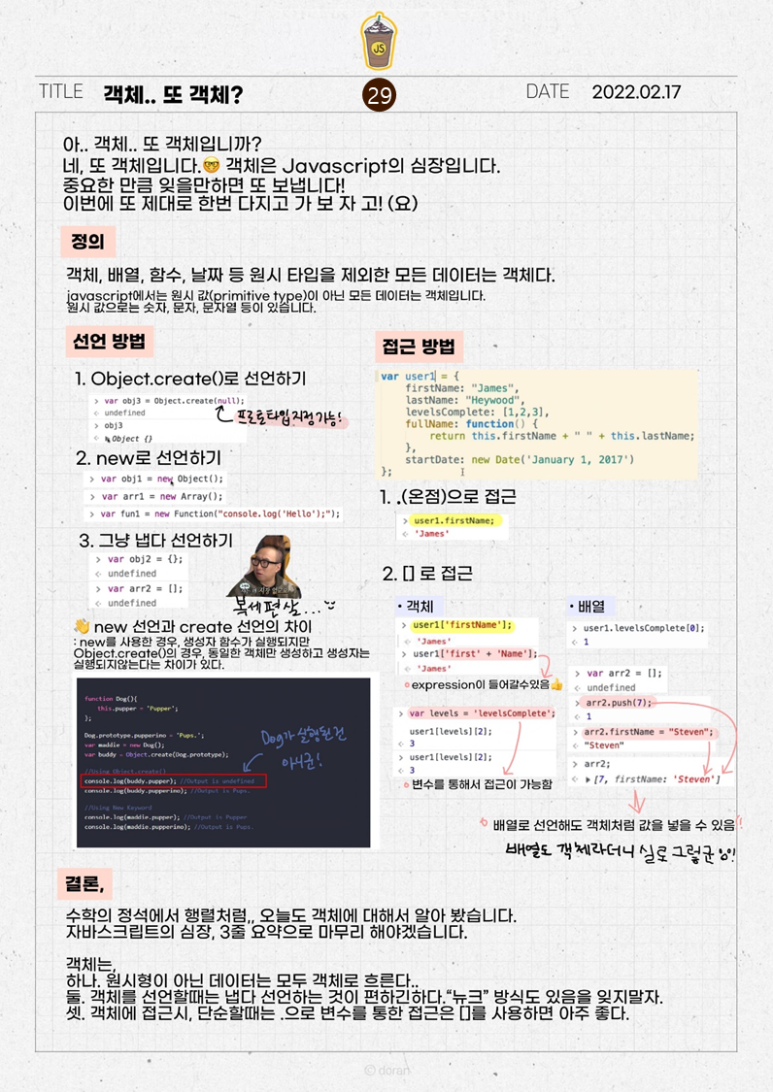 JS
TITLE 객체.. 또 객체? 29 DATE 2022.02.17
아.. 객체.. 또 객체입니까?
네, 또 객체입니다.🤓 객체은 Javascript의 심장입니다.
중요한 만큼 잊을만하면 또 보냅니다!
이번에 또 제대로 한번 다지고 가 보 자 고! (요)
정의
객체, 배열, 함수, 날짜 등 원시 타입을 제외한 모든 데이터는 객체다.
javascript에서는 원시 값(primitive type)이 아닌 모든 데이터는 객체입니다.
원시 값으로는 숫자, 문자, 문자열 등이 있습니다.
선언 방법
1. Object.create()로 선언하기
> var obj3 = Object.create(null);
< undefined
> obj3
< ▸Object {}
프로토타입 지정 가능!
2. new로 선언하기
> var obj1 = new Object();
> var arr1 = new Array();
> var fun1 = new Function("console.log('Hello');");
3. 그냥 냅다 선언하기
> var obj2 = {};
< undefined
> var arr2 = [];
< undefined
복세편살...
👋 new 선언과 create 선언의 차이
: new를 사용한 경우, 생성자 함수가 실행되지만
Object.create()의 경우, 동일한 객체만 생성하고 생성자는
실행되지않는다는 차이가 있다.
function Dog(){
this.pupper = 'Pupper';
};
Dog.prototype.pupperino = 'Pups.';
var maddie = new Dog();
var buddy = Object.create(Dog.prototype);
//Using Object.create()
console.log(buddy.pupper); //Output is undefined
console.log(buddy.pupperino); //Output is Pups.
//Using New Keyword
console.log(maddie.pupper); //Output is Pupper
console.log(maddie.pupperino); //Output is Pups.
Dog가 실행된건
아니군!
접근 방법
var user1 = {
firstName: "James",
lastName: "Heywood",
levelsComplete: [1,2,3],
fullName: function() {
return this.firstName + " " + this.lastName;
},
startDate: new Date('January 1, 2017')
};
1. .(온점)으로 접근
> user1.firstName;
< 'James'
2. [] 로 접근
• 객체
> user1['firstName'];
< 'James'
> user1['first' + 'Name'];
< 'James'
expression이 들어갈수있음👍
> var levels = 'levelsComplete';
user1[levels][2];
< 3
> user1[levels][2];
< 3
변수를 통해서 접근이 가능함
• 배열
> user1.levelsComplete[0];
< 1
> var arr2 = [];
< undefined
> arr2.push(7);
< 1
> arr2.firstName = "Steven";
< "Steven"
> arr2;
< ▸[7, firstName: 'Steven']
배열로 선언해도 객체처럼 값을 넣을 수 있음!
배열도 객체라더니 실로 그렇군요!
결론,
수학의 정석에서 행렬처럼,, 오늘도 객체에 대해서 알아 봤습니다.
자바스크립트의 심장, 3줄 요약으로 마무리 해야겠습니다.
객체는,
하나. 원시형이 아닌 데이터는 모두 객체로 흐른다..
둘. 객체를 선언할때는 냅다 선언하는 것이 편하긴하다.“뉴크” 방식도 있음을 잊지말자.
셋. 객체에 접근시, 단순할때는 .으로 변수를 통한 접근은 []를 사용하면 아주 좋다.
© doran